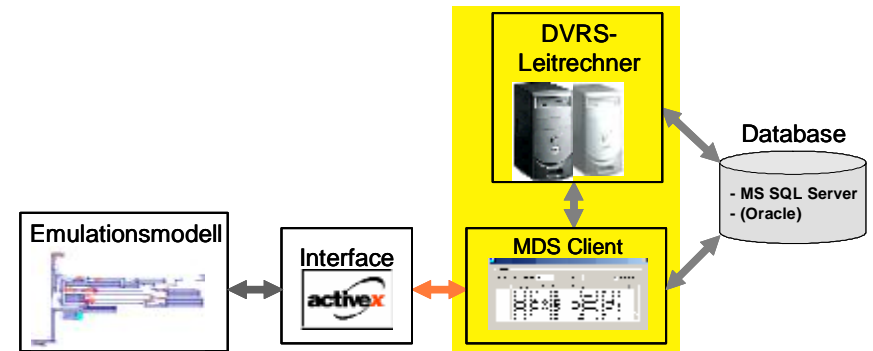 DVRS-
Leitrechner
Database
- MS SQL Server
- (Oracle)
Emulationsmodell
Interface
activex
MDS Client